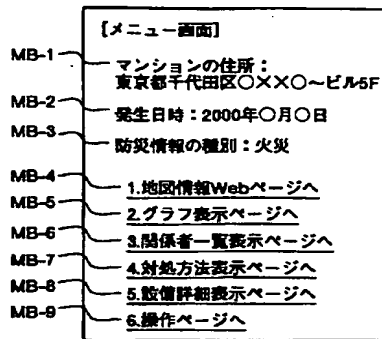 [メニュー画面]
MB-1
マンションの住所：
東京都千代田区〇××〇～ビル5F
MB-2
発生日時：2000年〇月〇日
MB-3
防災情報の種別：火災
MB-4
1.地図情報Webページへ
MB-5
2.グラフ表示ページへ
MB-6
3.関係者一覧表示ページへ
MB-7
4.対処方法表示ページへ
MB-8
5.設備詳細表示ページへ
MB-9
6.操作ページへ